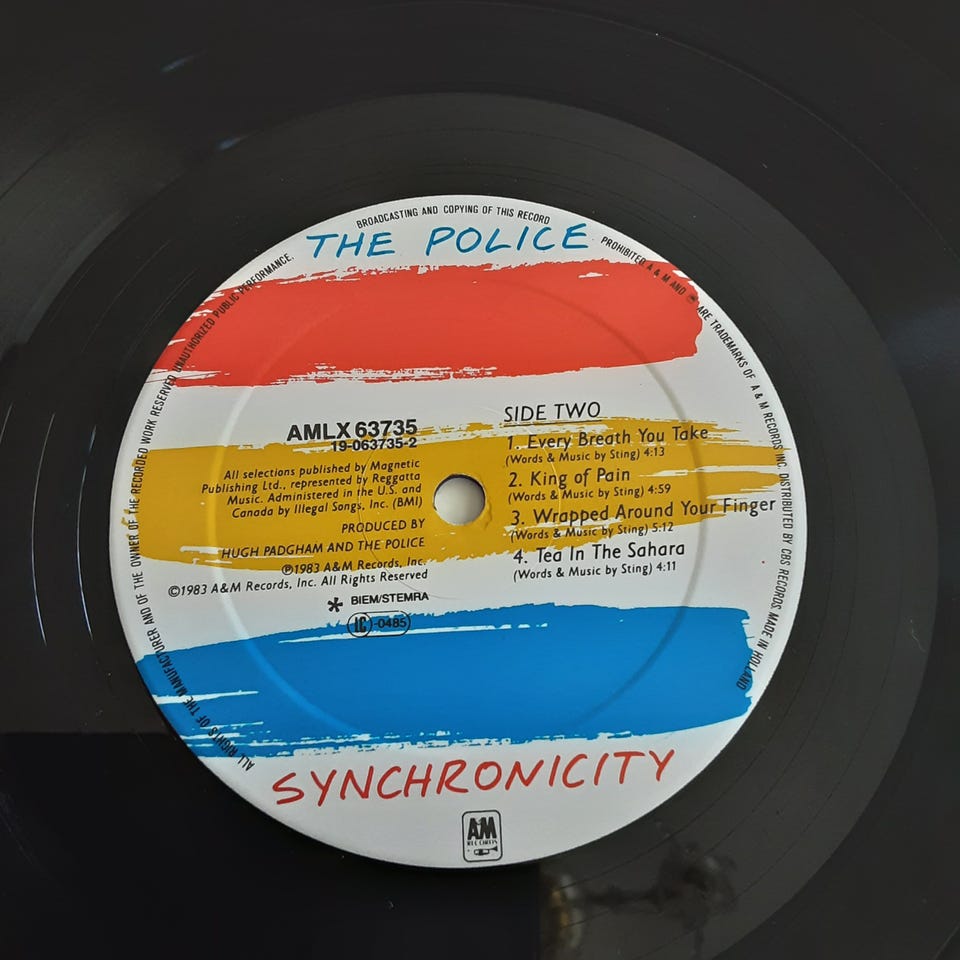 BROADCASTING AND COPYING OF THIS RECORD
PROHIBITED A & M AND
ARE TRADEMARKS OF A & M RECORDS INC. DISTRIBUTED BY CBS RECORDS. MADE IN HOLLAND
ALL RIGHTS OF THE MANUFACTURER AND OF THE OWNER OF THE RECORDED WORK RESERVED UNAUTHORIZED PUBLIC PERFORMANCE,
THE POLICE
AMLX 63735
19-063735-2
All selections published by Magnetic
Publishing Ltd., represented by Reggatta
Music. Administered in the U.S. and
Canada by Illegal Songs, Inc. (BMI)
PRODUCED BY
HUGH PADGHAM AND THE POLICE
℗1983 A&M Records, Inc.
©1983 A&M Records, Inc. All Rights Reserved
* BIEM/STEMRA
LC-0485
SIDE TWO
1. Every Breath You Take
(Words & Music by Sting) 4:13
2. King of Pain
(Words & Music by Sting) 4:59
3. Wrapped Around Your Finger
(Words & Music by Sting) 5:12
4. Tea In The Sahara
(Words & Music by Sting) 4:11
SYNCHRONICITY
A&M
RECORDS